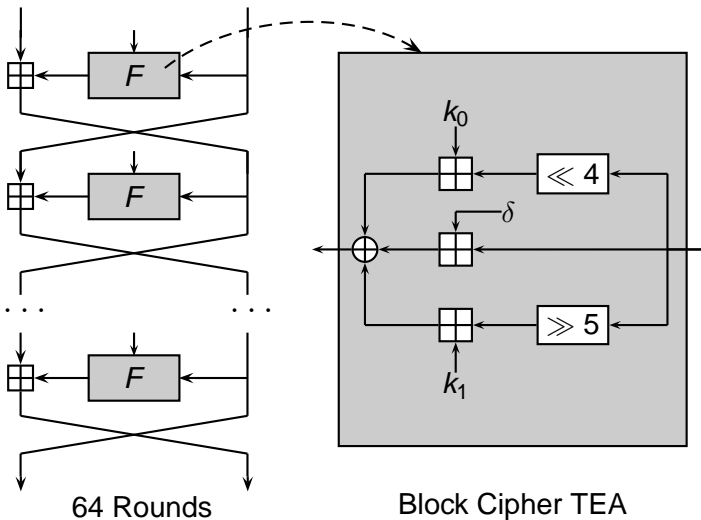 F
F
. . .
. . .
F
64 Rounds
k₀
≪ 4
δ
≫ 5
k₁
Block Cipher TEA